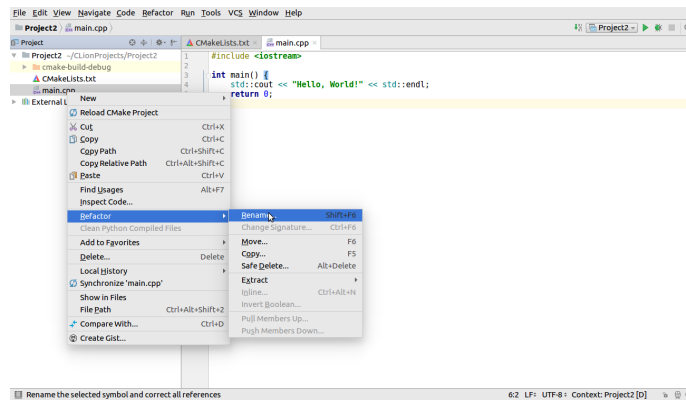 File Edit View Navigate Code Refactor Run Tools VCS Window Help
Project2 main.cpp Project2
Project CMakeLists.txt main.cpp
Project2 ~/CLionProjects/Project2
cmake-build-debug
CMakeLists.txt
main.cpp
External L
1 #include <iostream>
2
3 int main() {
4 std::cout << "Hello, World!" << std::endl;
5 return 0;
New
Reload CMake Project
Cut Ctrl+X
Copy Ctrl+C
Copy Path Ctrl+Shift+C
Copy Relative Path Ctrl+Alt+Shift+C
Paste Ctrl+V
Find Usages Alt+F7
Inspect Code...
Refactor
Clean Python Compiled Files
Add to Favorites
Delete... Delete
Local History
Synchronize 'main.cpp'
Show in Files
File Path Ctrl+Alt+Shift+2
Compare With... Ctrl+D
Create Gist...
Rename... Shift+F6
Change Signature... Ctrl+F6
Move... F6
Copy... F5
Safe Delete... Alt+Delete
Extract
Inline... Ctrl+Alt+N
Invert Boolean...
Pull Members Up...
Push Members Down...
Rename the selected symbol and correct all references 6:2 LF÷ UTF-8÷ Context: Project2 [D]